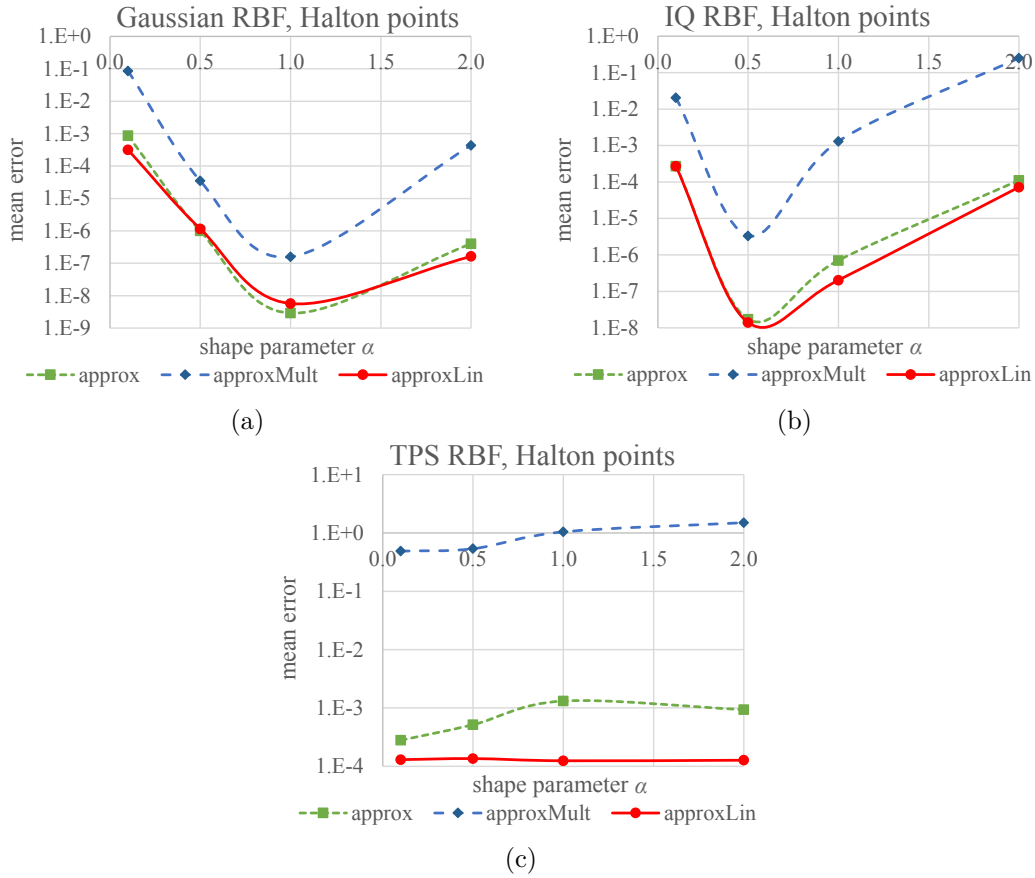 Gaussian RBF, Halton points
1.E+0
1.E-1
1.E-2
1.E-3
1.E-4
1.E-5
1.E-6
1.E-7
1.E-8
1.E-9
0.0 0.5 1.0 1.5 2.0
mean error
shape parameter α
approx approxMult approxLin
(a)
IQ RBF, Halton points
1.E+0
1.E-1
1.E-2
1.E-3
1.E-4
1.E-5
1.E-6
1.E-7
1.E-8
0.0 0.5 1.0 1.5 2.0
mean error
shape parameter α
approx approxMult approxLin
(b)
TPS RBF, Halton points
1.E+1
1.E+0
1.E-1
1.E-2
1.E-3
1.E-4
0.0 0.5 1.0 1.5 2.0
mean error
shape parameter α
approx approxMult approxLin
(c)